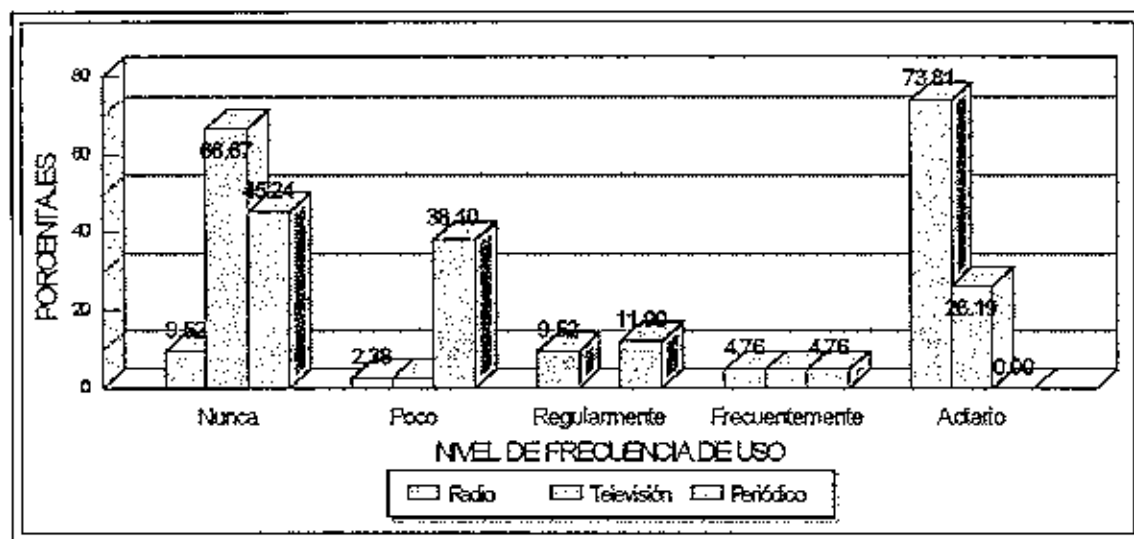 PORCENTAJES
80
60
40
20
0
9,52
66,67
45,24
2,38
38,10
9,52
11,90
4,76
4,76
73,81
26,19
0,00
Nunca
Poco
Regularmente
Frecuentemente
Adiario
NIVEL DE FRECUENCIA DE USO
Radio
Televisión
Periódico